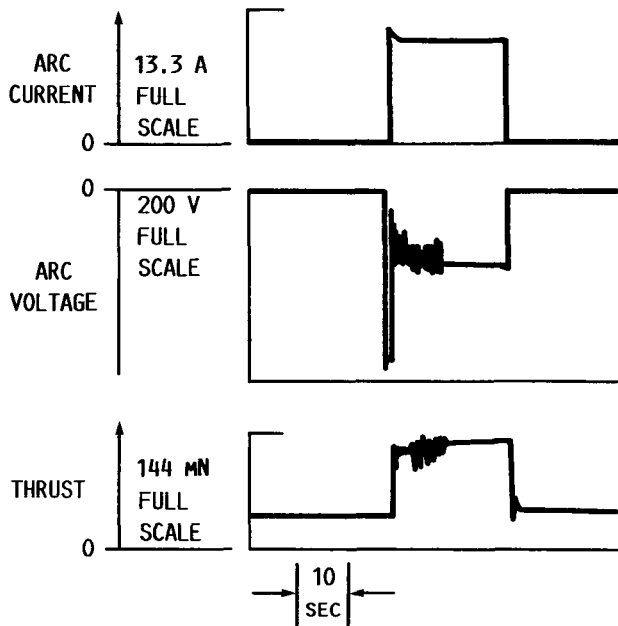 ARC
CURRENT
0
13.3 A
FULL
SCALE
0
ARC
VOLTAGE
200 V
FULL
SCALE
THRUST
0
144 MN
FULL
SCALE
10
SEC